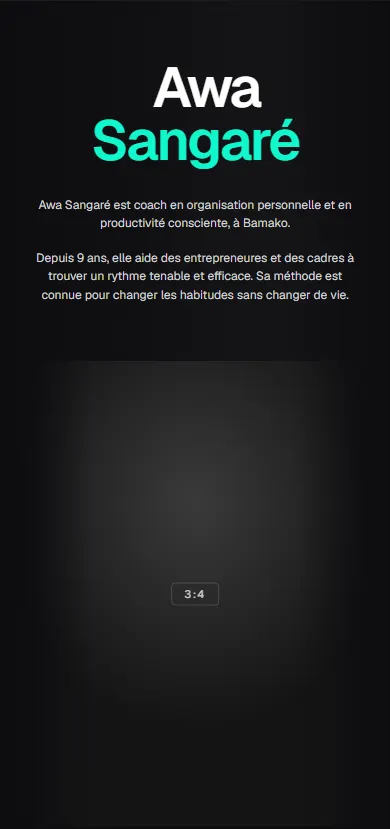 Awa
Sangaré
Awa Sangaré est coach en organisation personnelle et en
productivité consciente, à Bamako.
Depuis 9 ans, elle aide des entrepreneures et des cadres à
trouver un rythme tenable et efficace. Sa méthode est
connue pour changer les habitudes sans changer de vie.
3:4